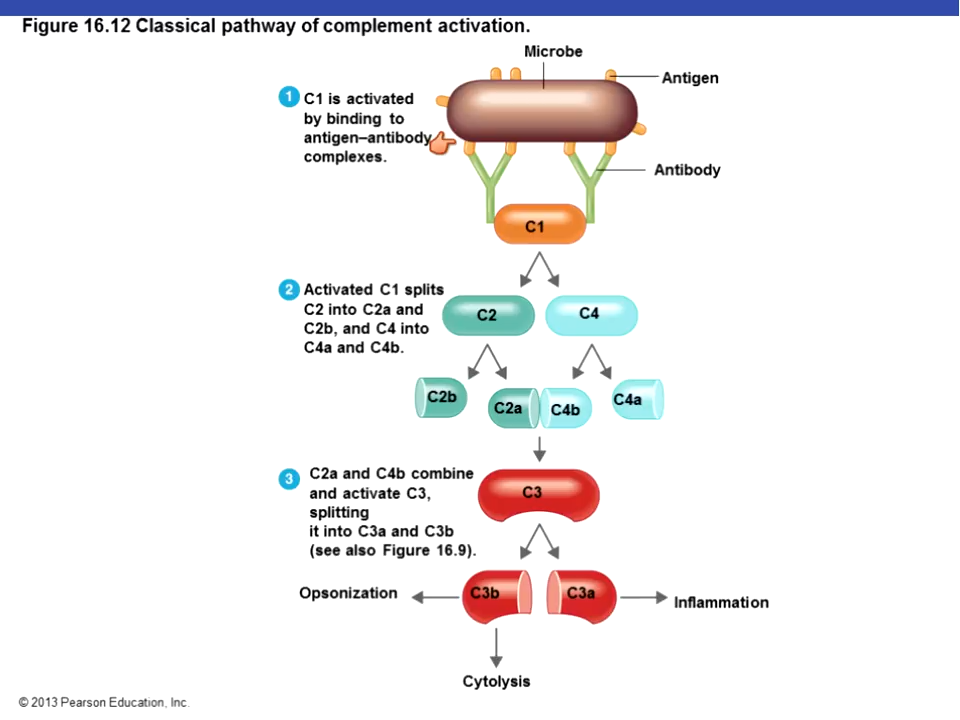 Figure 16.12 Classical pathway of complement activation.
Microbe
Antigen
1 C1 is activated
by binding to
antigen–antibody
complexes.
Antibody
C1
2 Activated C1 splits
C2 into C2a and
C2b, and C4 into
C4a and C4b.
C2
C4
C2b
C2a
C4b
C4a
3 C2a and C4b combine
and activate C3,
splitting
it into C3a and C3b
(see also Figure 16.9).
C3
Opsonization
C3b
C3a
Inflammation
Cytolysis
© 2013 Pearson Education, Inc.